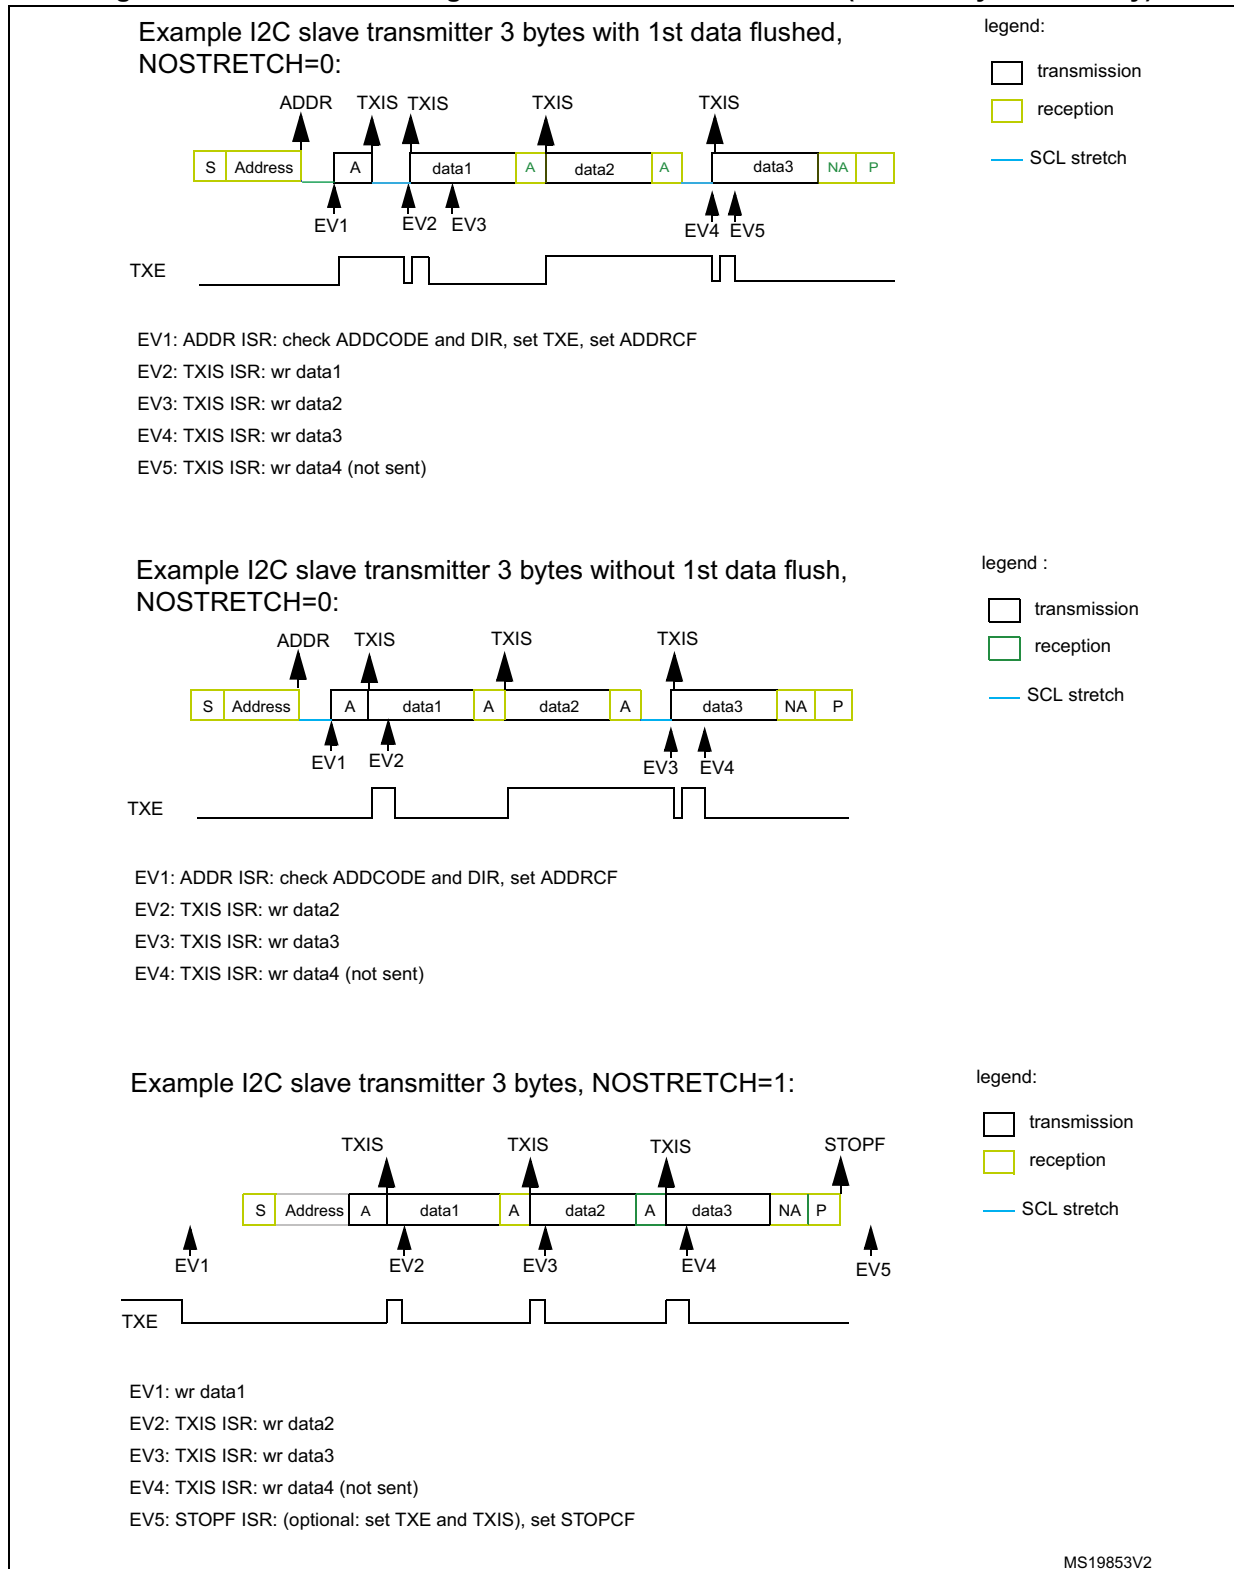 Example I2C slave transmitter 3 bytes with 1st data flushed,
NOSTRETCH=0:
legend:
transmission
reception
SCL stretch
ADDR TXIS TXIS TXIS TXIS
S Address A data1 A data2 A data3 NA P
EV1 EV2 EV3 EV4 EV5
TXE
EV1: ADDR ISR: check ADDCODE and DIR, set TXE, set ADDRCF
EV2: TXIS ISR: wr data1
EV3: TXIS ISR: wr data2
EV4: TXIS ISR: wr data3
EV5: TXIS ISR: wr data4 (not sent)
Example I2C slave transmitter 3 bytes without 1st data flush,
NOSTRETCH=0:
legend :
transmission
reception
SCL stretch
ADDR TXIS TXIS TXIS
S Address A data1 A data2 A data3 NA P
EV1 EV2 EV3 EV4
TXE
EV1: ADDR ISR: check ADDCODE and DIR, set ADDRCF
EV2: TXIS ISR: wr data2
EV3: TXIS ISR: wr data3
EV4: TXIS ISR: wr data4 (not sent)
Example I2C slave transmitter 3 bytes, NOSTRETCH=1:
legend:
transmission
reception
SCL stretch
TXIS TXIS TXIS STOPF
S Address A data1 A data2 A data3 NA P
EV1 EV2 EV3 EV4 EV5
TXE
EV1: wr data1
EV2: TXIS ISR: wr data2
EV3: TXIS ISR: wr data3
EV4: TXIS ISR: wr data4 (not sent)
EV5: STOPF ISR: (optional: set TXE and TXIS), set STOPCF
MS19853V2